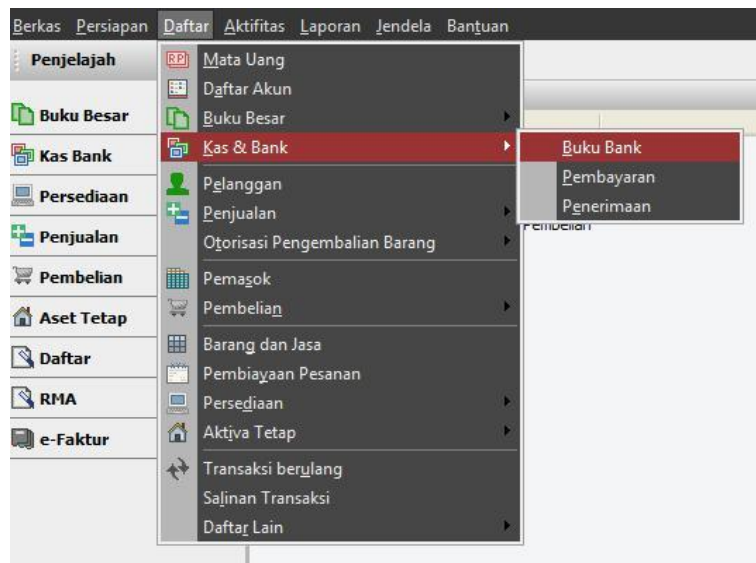 Berkas Persiapan Daftar Aktifitas Laporan Jendela Bantuan
Penjelajah
Buku Besar
Kas Bank
Persediaan
Penjualan
Pembelian
Aset Tetap
Daftar
RMA
e-Faktur
RP
Mata Uang
Daftar Akun
Buku Besar
Kas & Bank
Pelanggan
Penjualan
Otorisasi Pengembalian Barang
Pemasok
Pembelian
Barang dan Jasa
Pembiayaan Pesanan
Persediaan
Aktiva Tetap
Transaksi berulang
Salinan Transaksi
Daftar Lain
Buku Bank
Pembayaran
Penerimaan
Pembelian